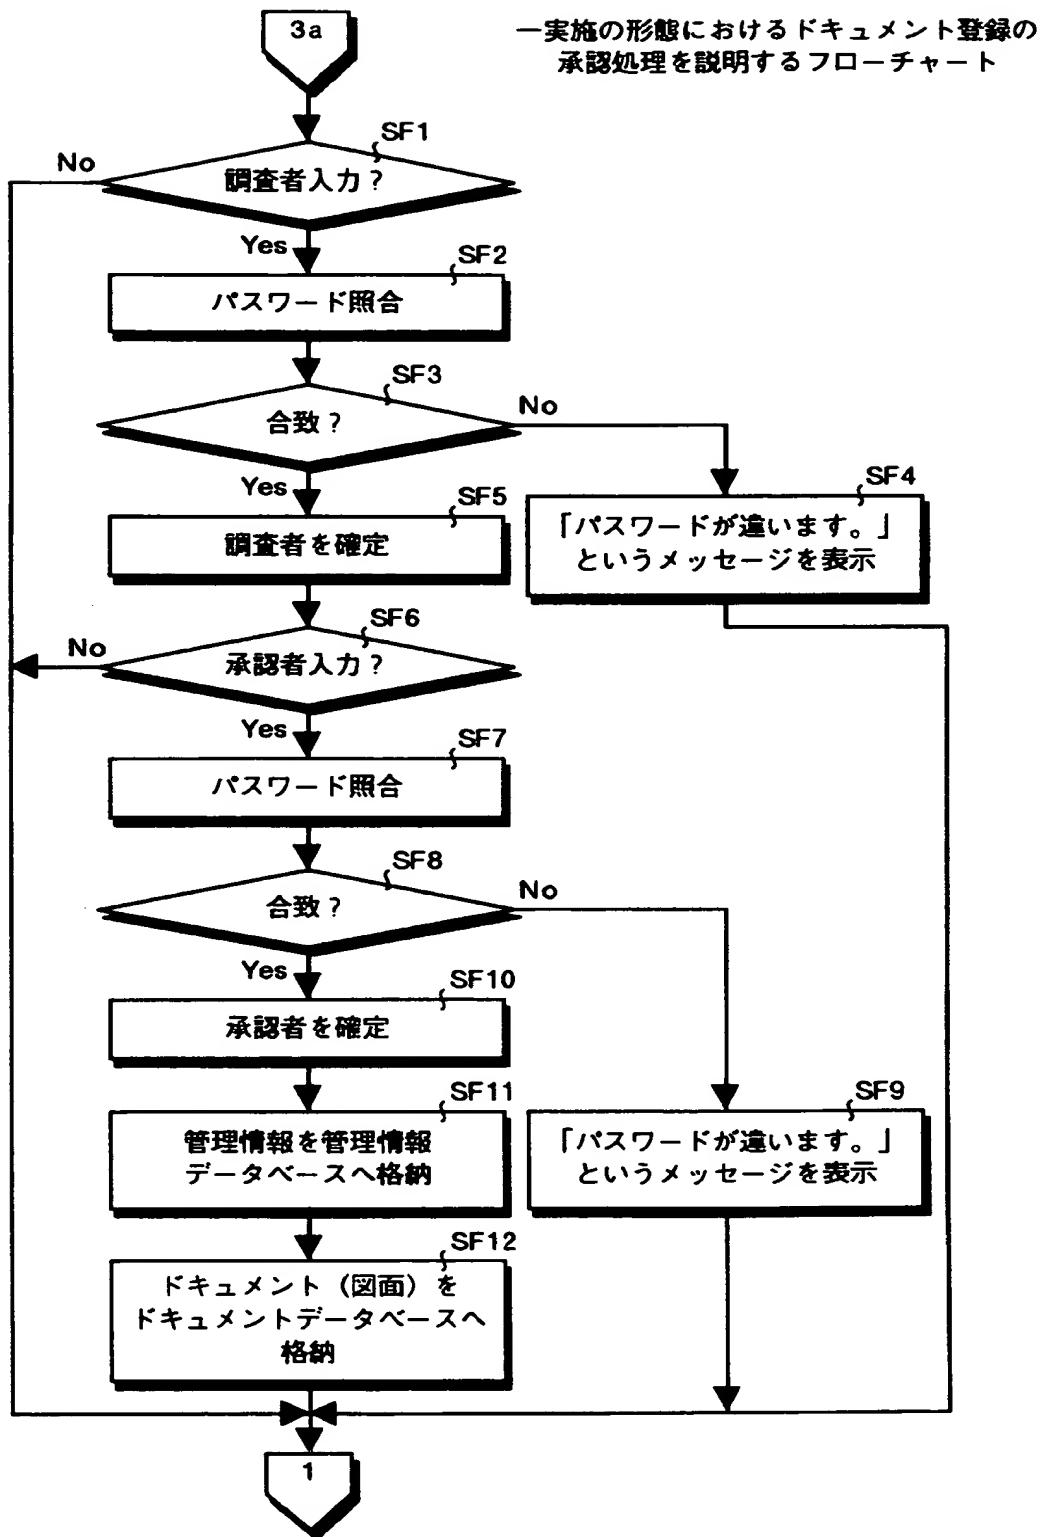 3a
一実施の形態におけるドキュメント登録の
承認処理を説明するフローチャート
SF1
No
調査者入力？
Yes
SF2
パスワード照合
SF3
合致？
No
Yes
SF5
調査者を確定
SF4
「パスワードが違います。」
というメッセージを表示
SF6
No
承認者入力？
Yes
SF7
パスワード照合
SF8
合致？
No
Yes
SF10
承認者を確定
SF11
管理情報を管理情報
データベースへ格納
SF9
「パスワードが違います。」
というメッセージを表示
SF12
ドキュメント（図面）を
ドキュメントデータベースへ
格納
1